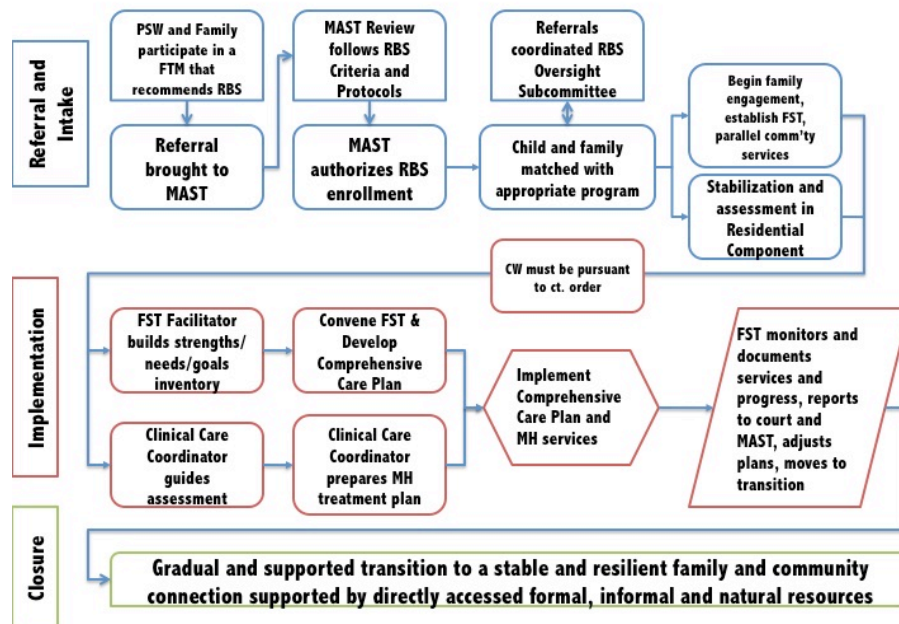 Referral and
Intake
PSW and Family
participate in a
FTM that
recommends RBS
Referral
brought to
MAST
MAST Review
follows RBS
Criteria and
Protocols
MAST
authorizes RBS
enrollment
Referrals
coordinated RBS
Oversight
Subcommittee
Child and family
matched with
appropriate program
Begin family
engagement,
establish FST,
parallel comm'ty
services
Stabilization and
assessment in
Residential
Component
CW must be pursuant
to ct. order
Implementation
FST Facilitator
builds strengths/
needs/goals
inventory
Convene FST &
Develop
Comprehensive
Care Plan
Clinical Care
Coordinator
guides assessment
Clinical Care
Coordinator
prepares MH
treatment plan
Implement
Comprehensive
Care Plan and
MH services
FST monitors and
documents
services and
progress, reports
to court and
MAST, adjusts
plans, moves to
transition
Closure
Gradual and supported transition to a stable and resilient family and community
connection supported by directly accessed formal, informal and natural resources